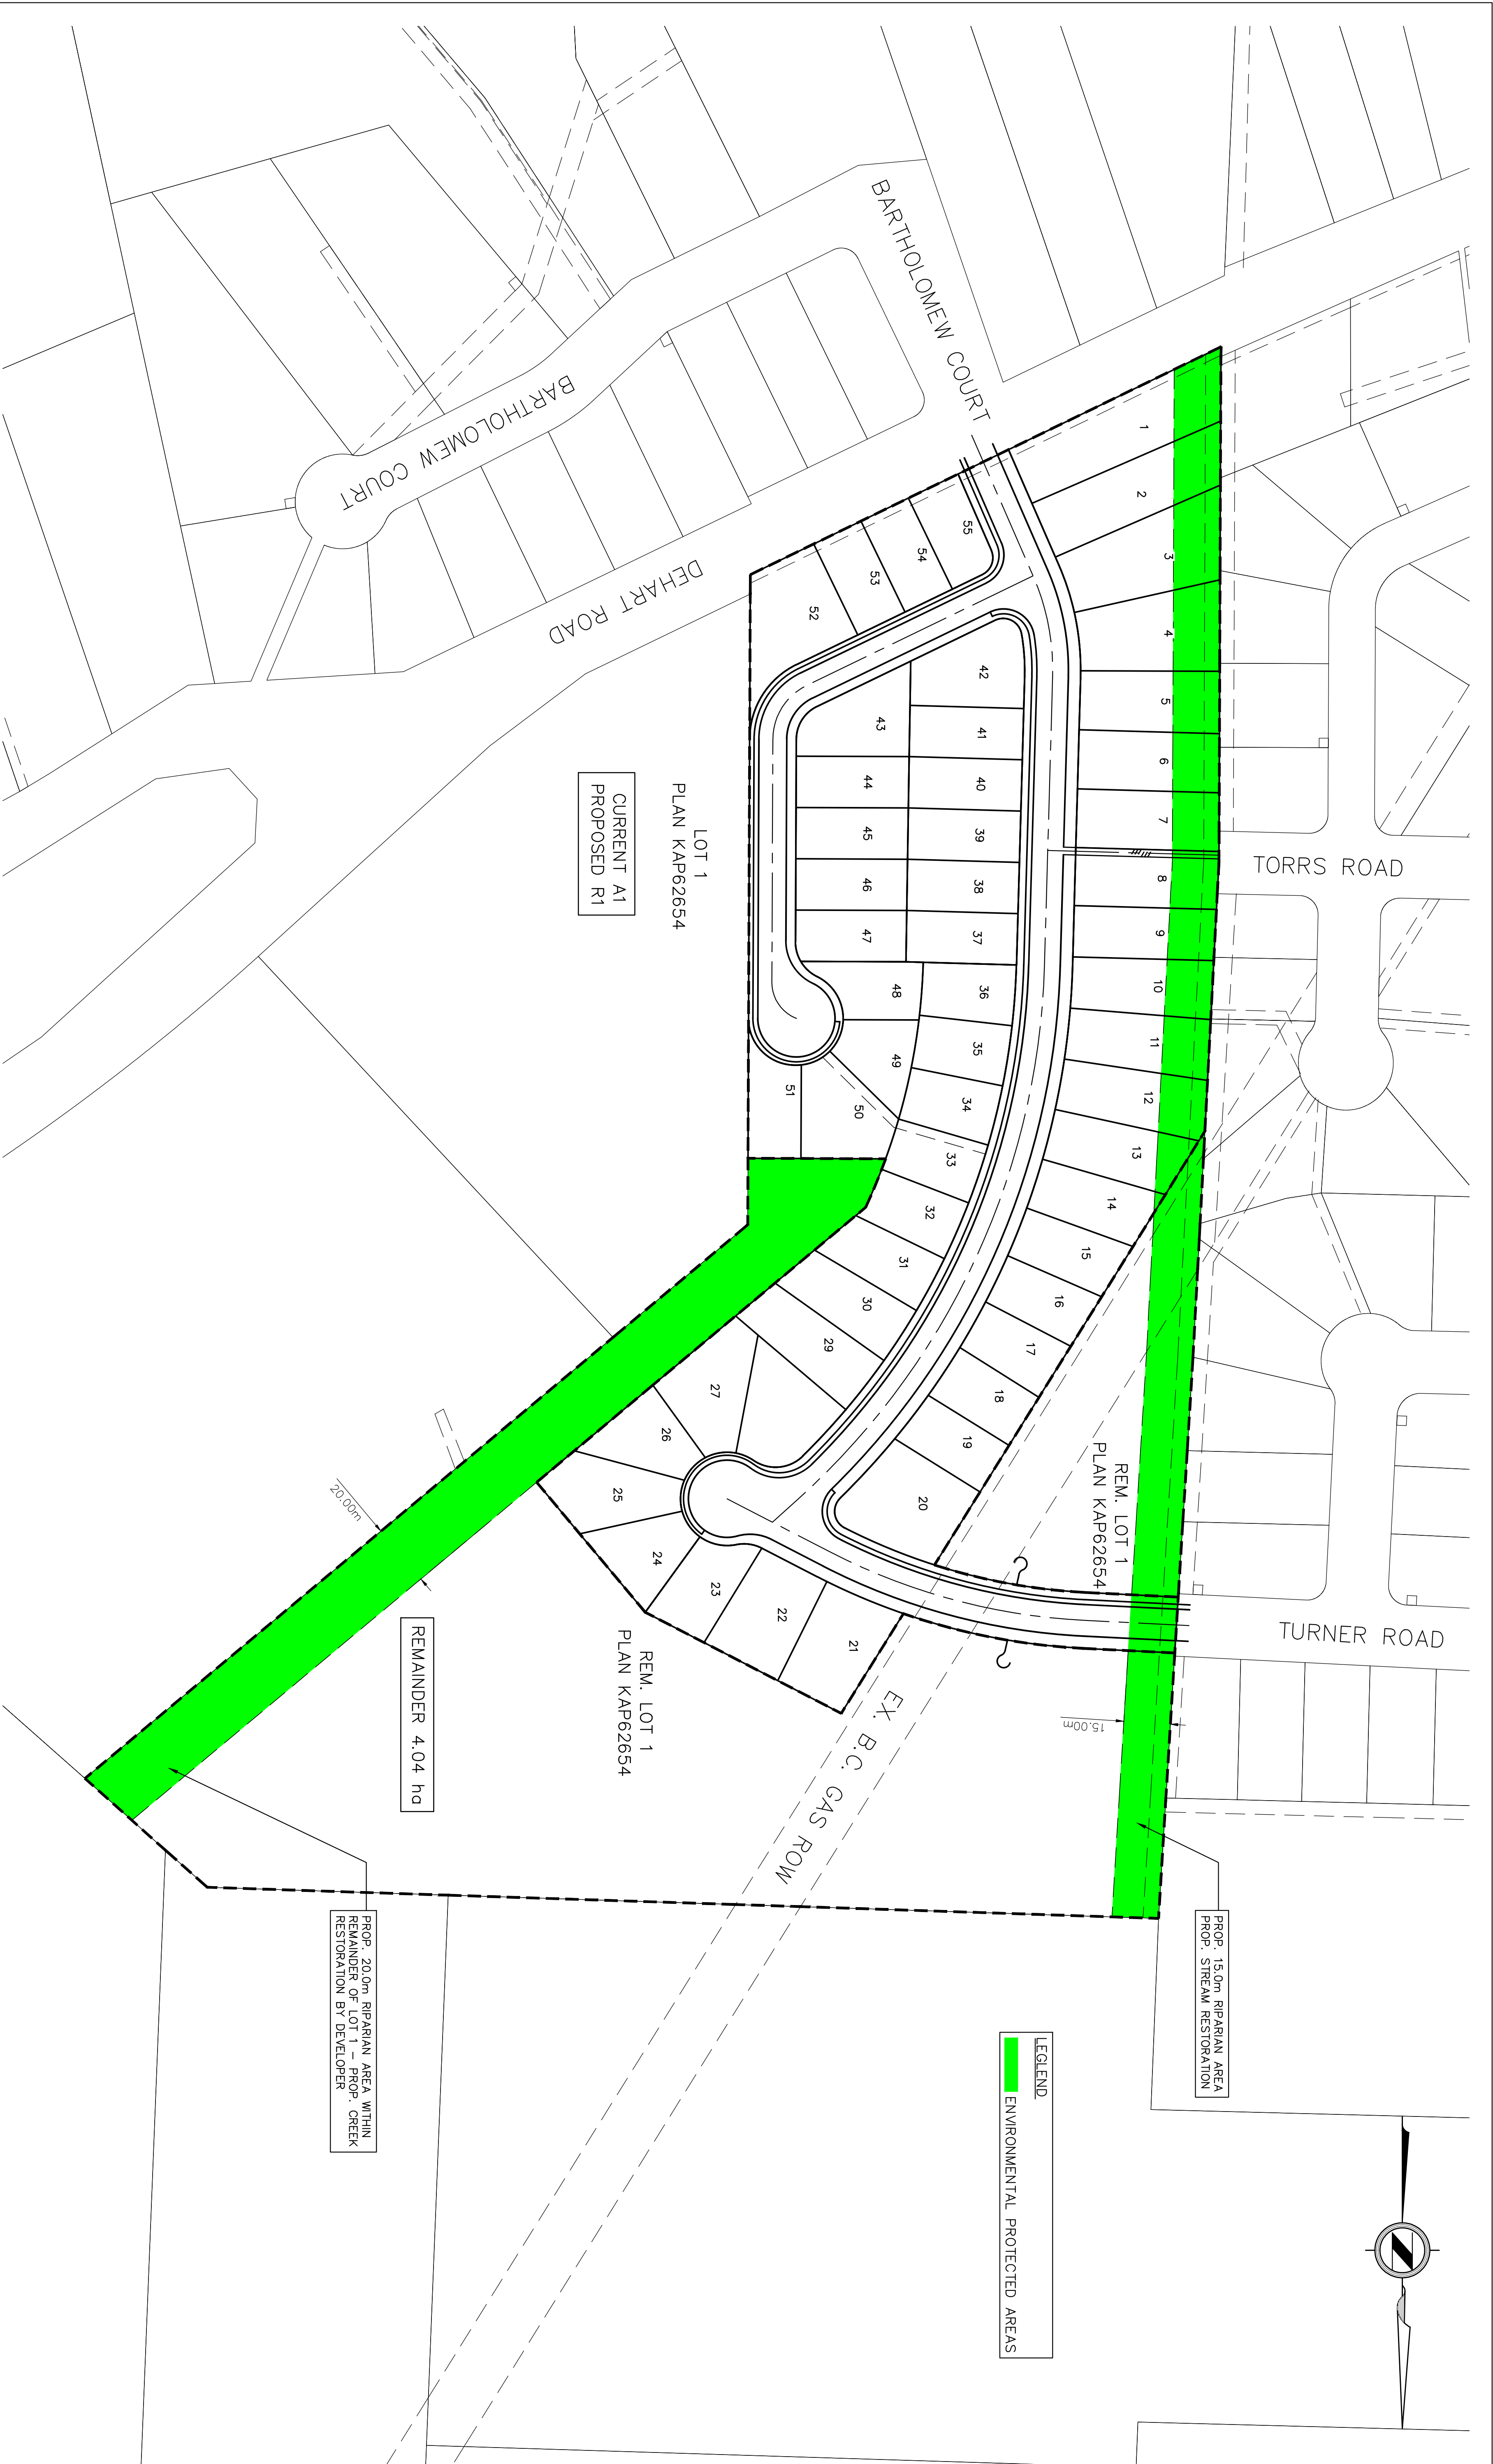 BARTHOLOMEW COURT
BARTHOLOMEW COURT
DEHART ROAD
TORRS ROAD
TURNER ROAD
1
2
3
4
5
6
7
8
9
10
11
12
13
14
15
16
17
18
19
20
21
22
23
24
25
26
27
29
30
31
32
33
34
35
36
37
38
39
40
41
42
43
44
45
46
47
48
49
50
51
52
53
54
55
LOT 1
PLAN KAP62654
CURRENT A1
PROPOSED R1
REM. LOT 1
PLAN KAP62654
REM. LOT 1
PLAN KAP62654
EX. B.C. GAS ROW
15.00m
20.00m
REMAINDER 4.04 ha
PROP. 15.0m RIPARIAN AREA
PROP. STREAM RESTORATION
PROP. 20.0m RIPARIAN AREA WITHIN
REMAINDER OF LOT 1 – PROP. CREEK
RESTORATION BY DEVELOPER
LEGLEND
ENVIRONMENTAL PROTECTED AREAS
N